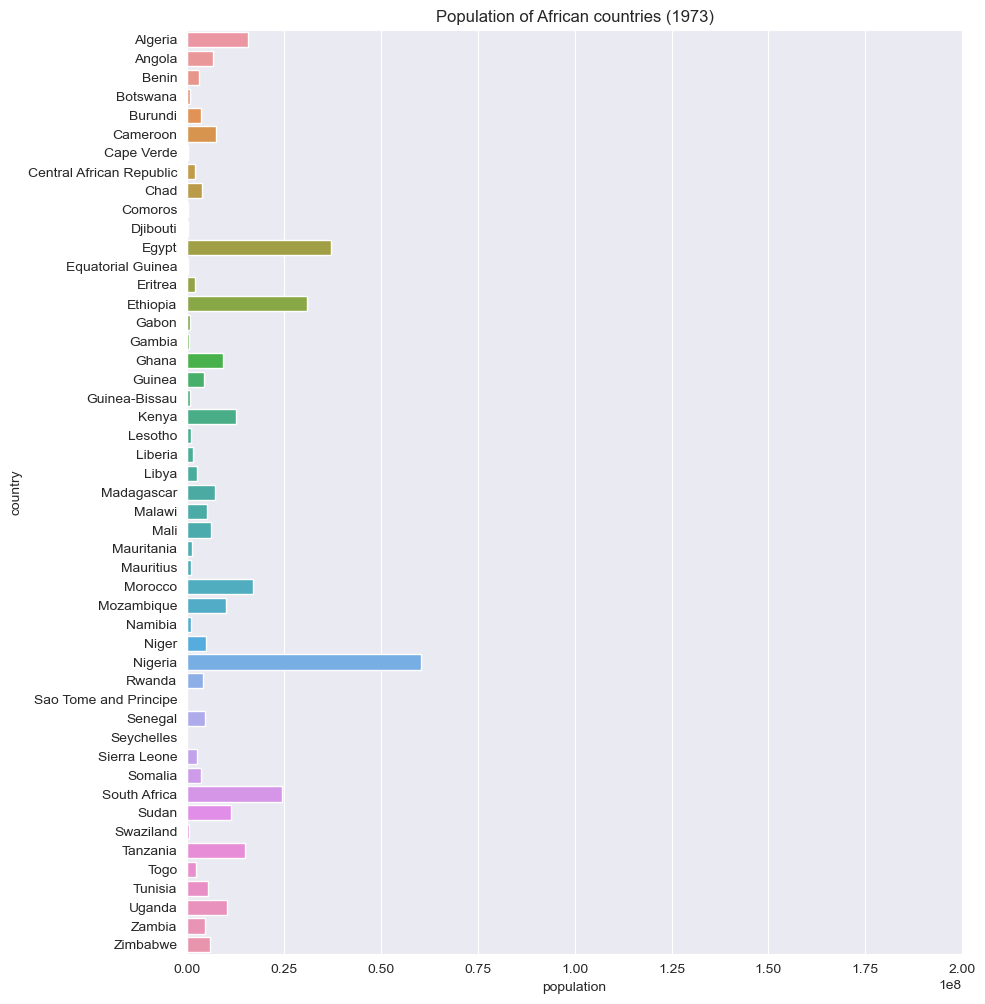 Population of African countries (1973)
country
Algeria
Angola
Benin
Botswana
Burundi
Cameroon
Cape Verde
Central African Republic
Chad
Comoros
Djibouti
Egypt
Equatorial Guinea
Eritrea
Ethiopia
Gabon
Gambia
Ghana
Guinea
Guinea-Bissau
Kenya
Lesotho
Liberia
Libya
Madagascar
Malawi
Mali
Mauritania
Mauritius
Morocco
Mozambique
Namibia
Niger
Nigeria
Rwanda
Sao Tome and Principe
Senegal
Seychelles
Sierra Leone
Somalia
South Africa
Sudan
Swaziland
Tanzania
Togo
Tunisia
Uganda
Zambia
Zimbabwe
0.00 0.25 0.50 0.75 1.00 1.25 1.50 1.75 2.00
1e8
population